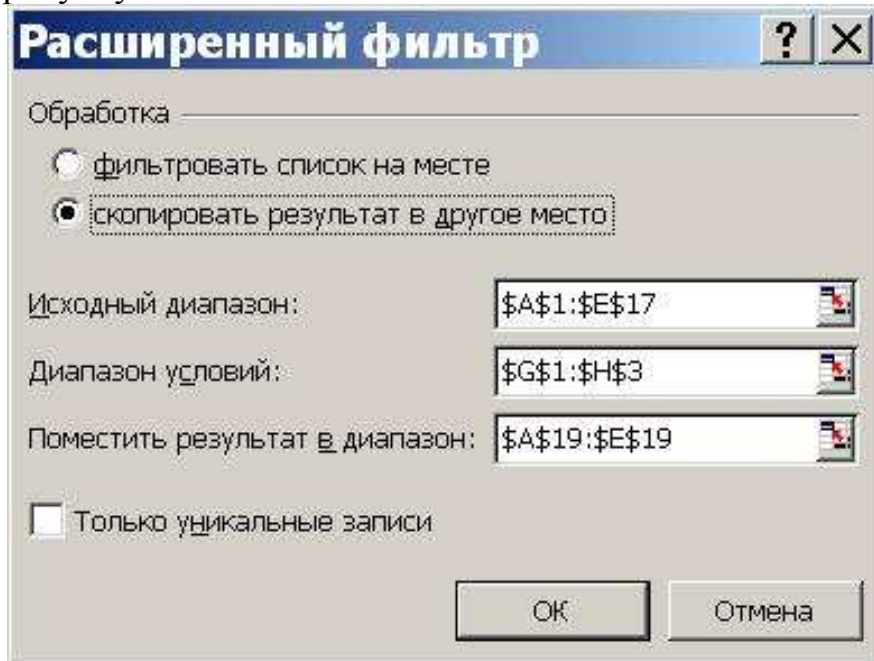 Расширенный фильтр ? ×
Обработка
фильтровать список на месте
скопировать результат в другое место
Исходный диапазон: $A$1:$E$17
Диапазон условий: $G$1:$H$3
Поместить результат в диапазон: $A$19:$E$19
Только уникальные записи
ОК Отмена